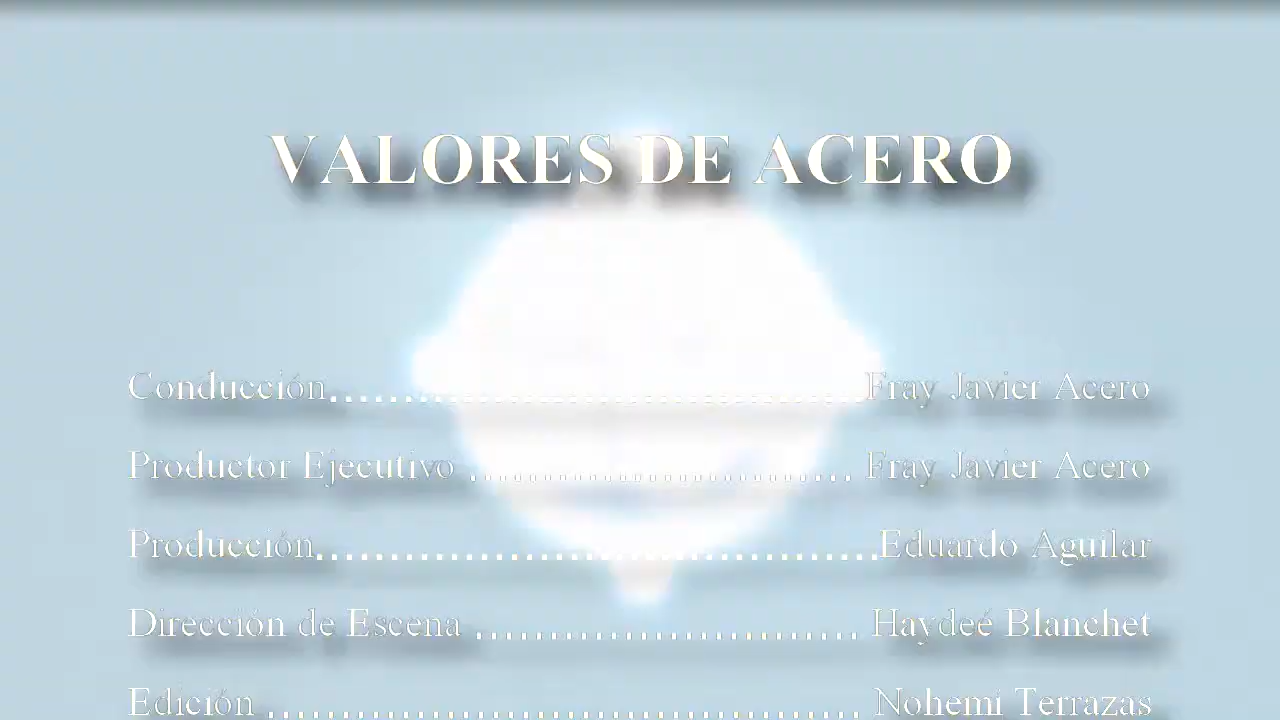 VALORES DE ACERO
Conducción..................................Fray Javier Acero
Productor Ejecutivo .......................... Fray Javier Acero
Producción.....................................Eduardo Aguilar
Dirección de Escena .......................... Haydeé Blanchet
Edición ........................................ Nohemi Terrazas